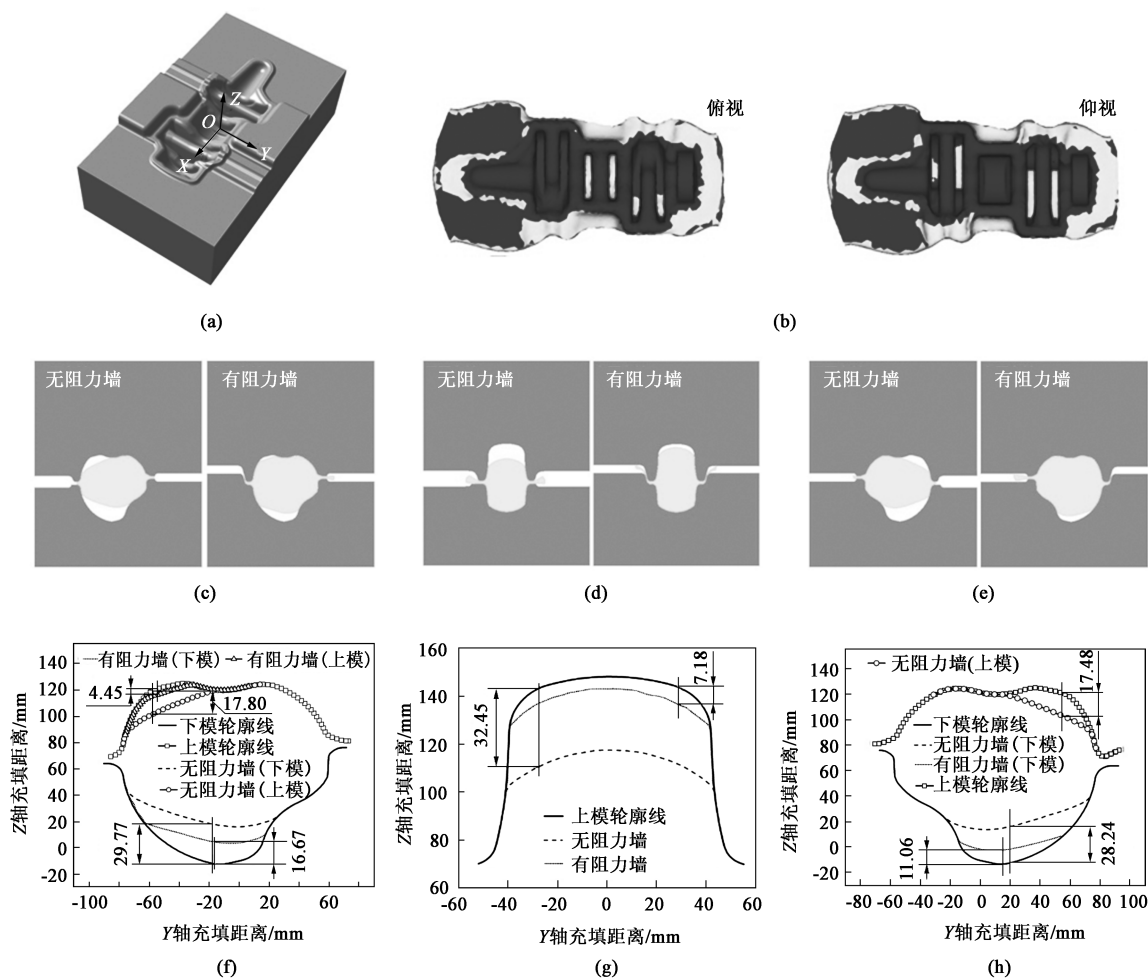 Z
O
Y
X
俯视
仰视
(a)
(b)
无阻力墙
有阻力墙
无阻力墙
有阻力墙
无阻力墙
有阻力墙
(c)
(d)
(e)
有阻力墙(下模)
有阻力墙(上模)
4.45
17.80
下模轮廓线
上模轮廓线
无阻力墙(下模)
无阻力墙(上模)
29.77
16.67
140
120
100
80
60
40
20
0
-20
Z轴充填距离/mm
-100 -60 -20 20 60
Y轴充填距离/mm
(f)
160
140
120
100
80
60
Z轴充填距离/mm
7.18
32.45
上模轮廓线
无阻力墙
有阻力墙
-60 -40 -20 0 20 40 60
Y轴充填距离/mm
(g)
无阻力墙(上模)
17.48
下模轮廓线
无阻力墙(下模)
有阻力墙(下模)
上模轮廓线
11.06
28.24
140
120
100
80
60
40
20
0
-20
Z轴充填距离/mm
-80 -60 -40 -20 0 20 40 60 80 100
Y轴充填距离/mm
(h)